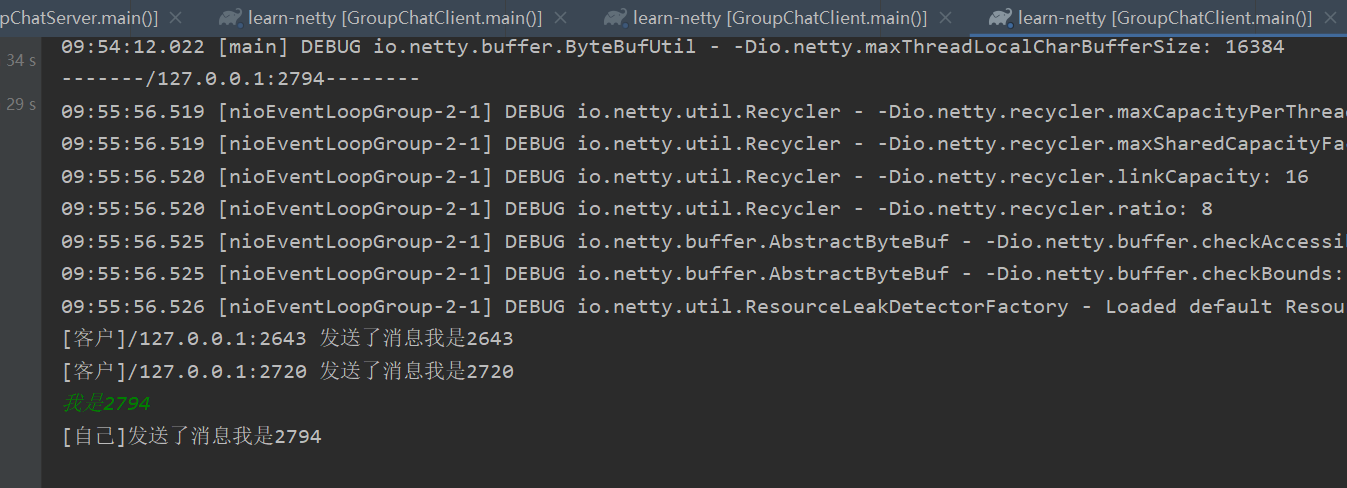 pChatServer.main()] learn-netty [GroupChatClient.main()] learn-netty [GroupChatClient.main()] learn-netty [GroupChatClient.main()]
09:54:12.022 [main] DEBUG io.netty.buffer.ByteBufUtil - -Dio.netty.maxThreadLocalCharBufferSize: 16384
34 s
-------/127.0.0.1:2794--------
29 s
09:55:56.519 [nioEventLoopGroup-2-1] DEBUG io.netty.util.Recycler - -Dio.netty.recycler.maxCapacityPerThrea
09:55:56.519 [nioEventLoopGroup-2-1] DEBUG io.netty.util.Recycler - -Dio.netty.recycler.maxSharedCapacityFa
09:55:56.520 [nioEventLoopGroup-2-1] DEBUG io.netty.util.Recycler - -Dio.netty.recycler.linkCapacity: 16
09:55:56.520 [nioEventLoopGroup-2-1] DEBUG io.netty.util.Recycler - -Dio.netty.recycler.ratio: 8
09:55:56.525 [nioEventLoopGroup-2-1] DEBUG io.netty.buffer.AbstractByteBuf - -Dio.netty.buffer.checkAccessi
09:55:56.525 [nioEventLoopGroup-2-1] DEBUG io.netty.buffer.AbstractByteBuf - -Dio.netty.buffer.checkBounds:
09:55:56.526 [nioEventLoopGroup-2-1] DEBUG io.netty.util.ResourceLeakDetectorFactory - Loaded default Resou
[客户]/127.0.0.1:2643 发送了消息我是2643
[客户]/127.0.0.1:2720 发送了消息我是2720
我是2794
[自己]发送了消息我是2794